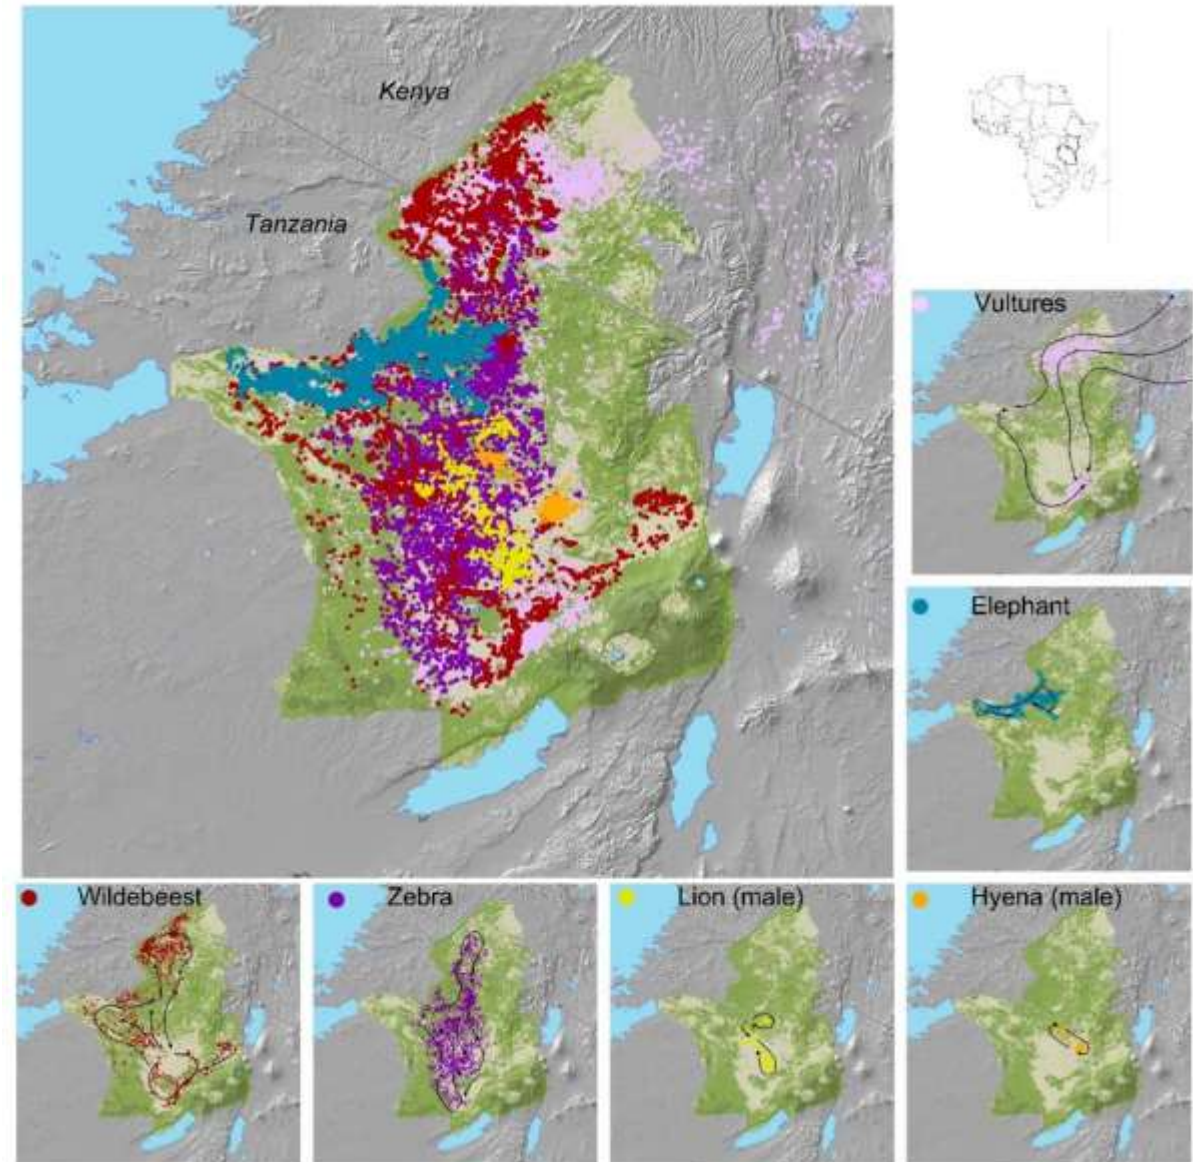 Kenya
Tanzania
Vultures
Elephant
Wildebeest
Zebra
Lion (male)
Hyena (male)